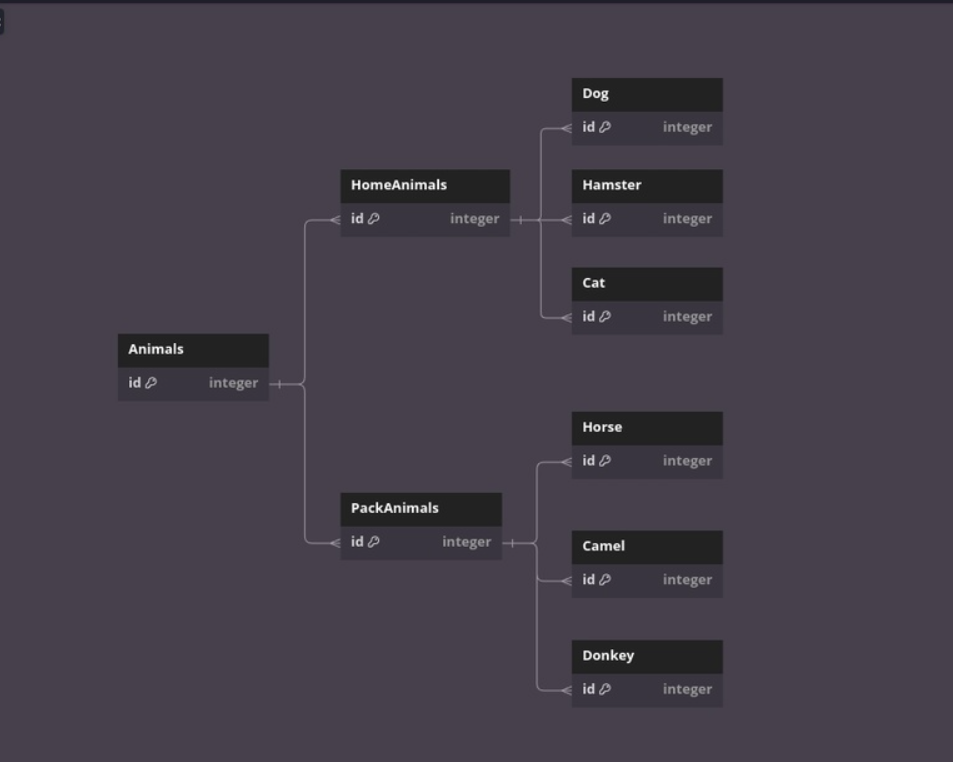 Dog
id integer
HomeAnimals
id integer
Hamster
id integer
Cat
id integer
Animals
id integer
Horse
id integer
PackAnimals
id integer
Camel
id integer
Donkey
id integer